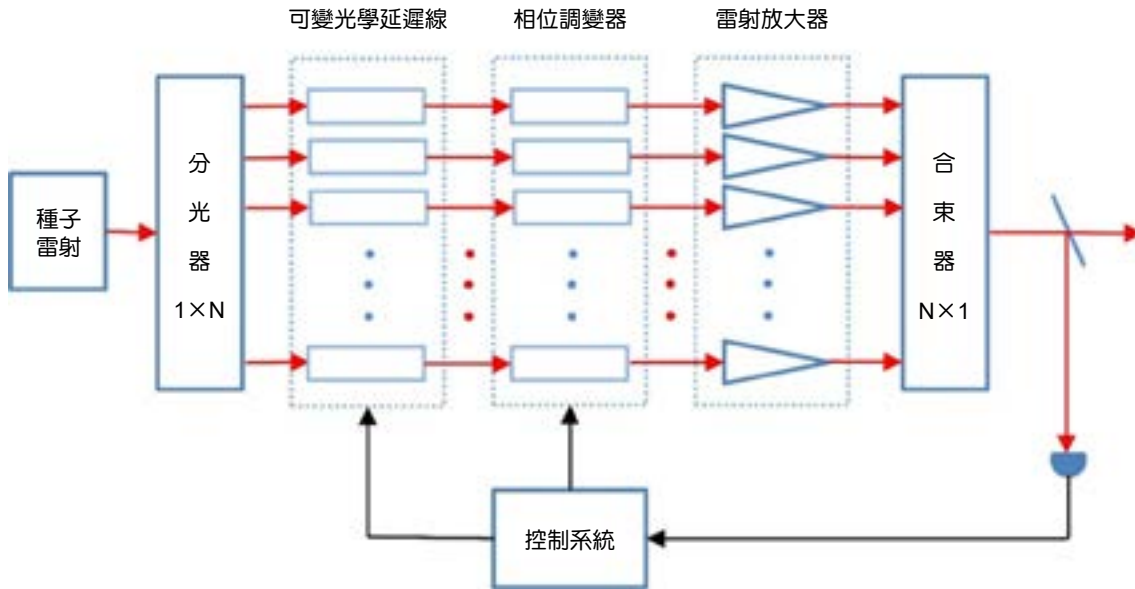 可變光學延遲線
相位調變器
雷射放大器
種子
雷射
分
光
器
1×N
合
束
器
N×1
控制系統